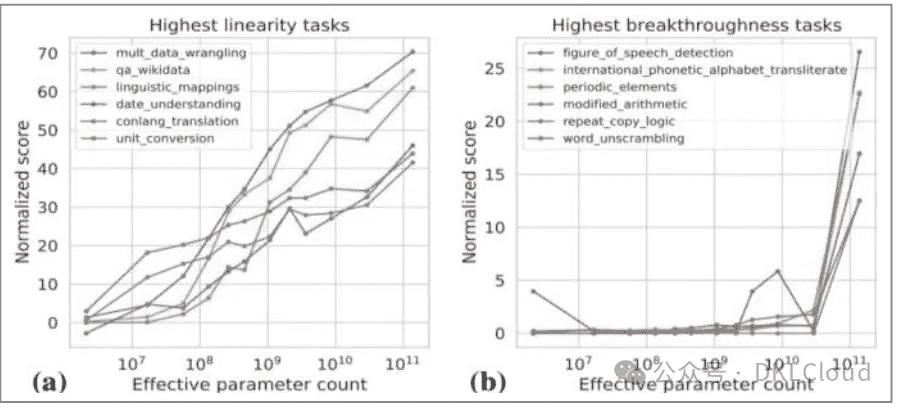 Highest linearity tasks
70
60
50
40
30
20
10
0
Normalized score
mult_data_wrangling
qa_wikidata
linguistic_mappings
date_understanding
conlang_translation
unit_conversion
10⁷
10⁸
10⁹
10¹⁰
10¹¹
(a)
Effective parameter count
Highest breakthroughness tasks
25
20
15
10
5
0
Normalized score
figure_of_speech_detection
international_phonetic_alphabet_transliterate
periodic_elements
modified_arithmetic
repeat_copy_logic
word_unscrambling
10⁷
10⁸
10⁹
10¹⁰
10¹¹
(b)
Effective parameter count
公众号 · DKLCloud